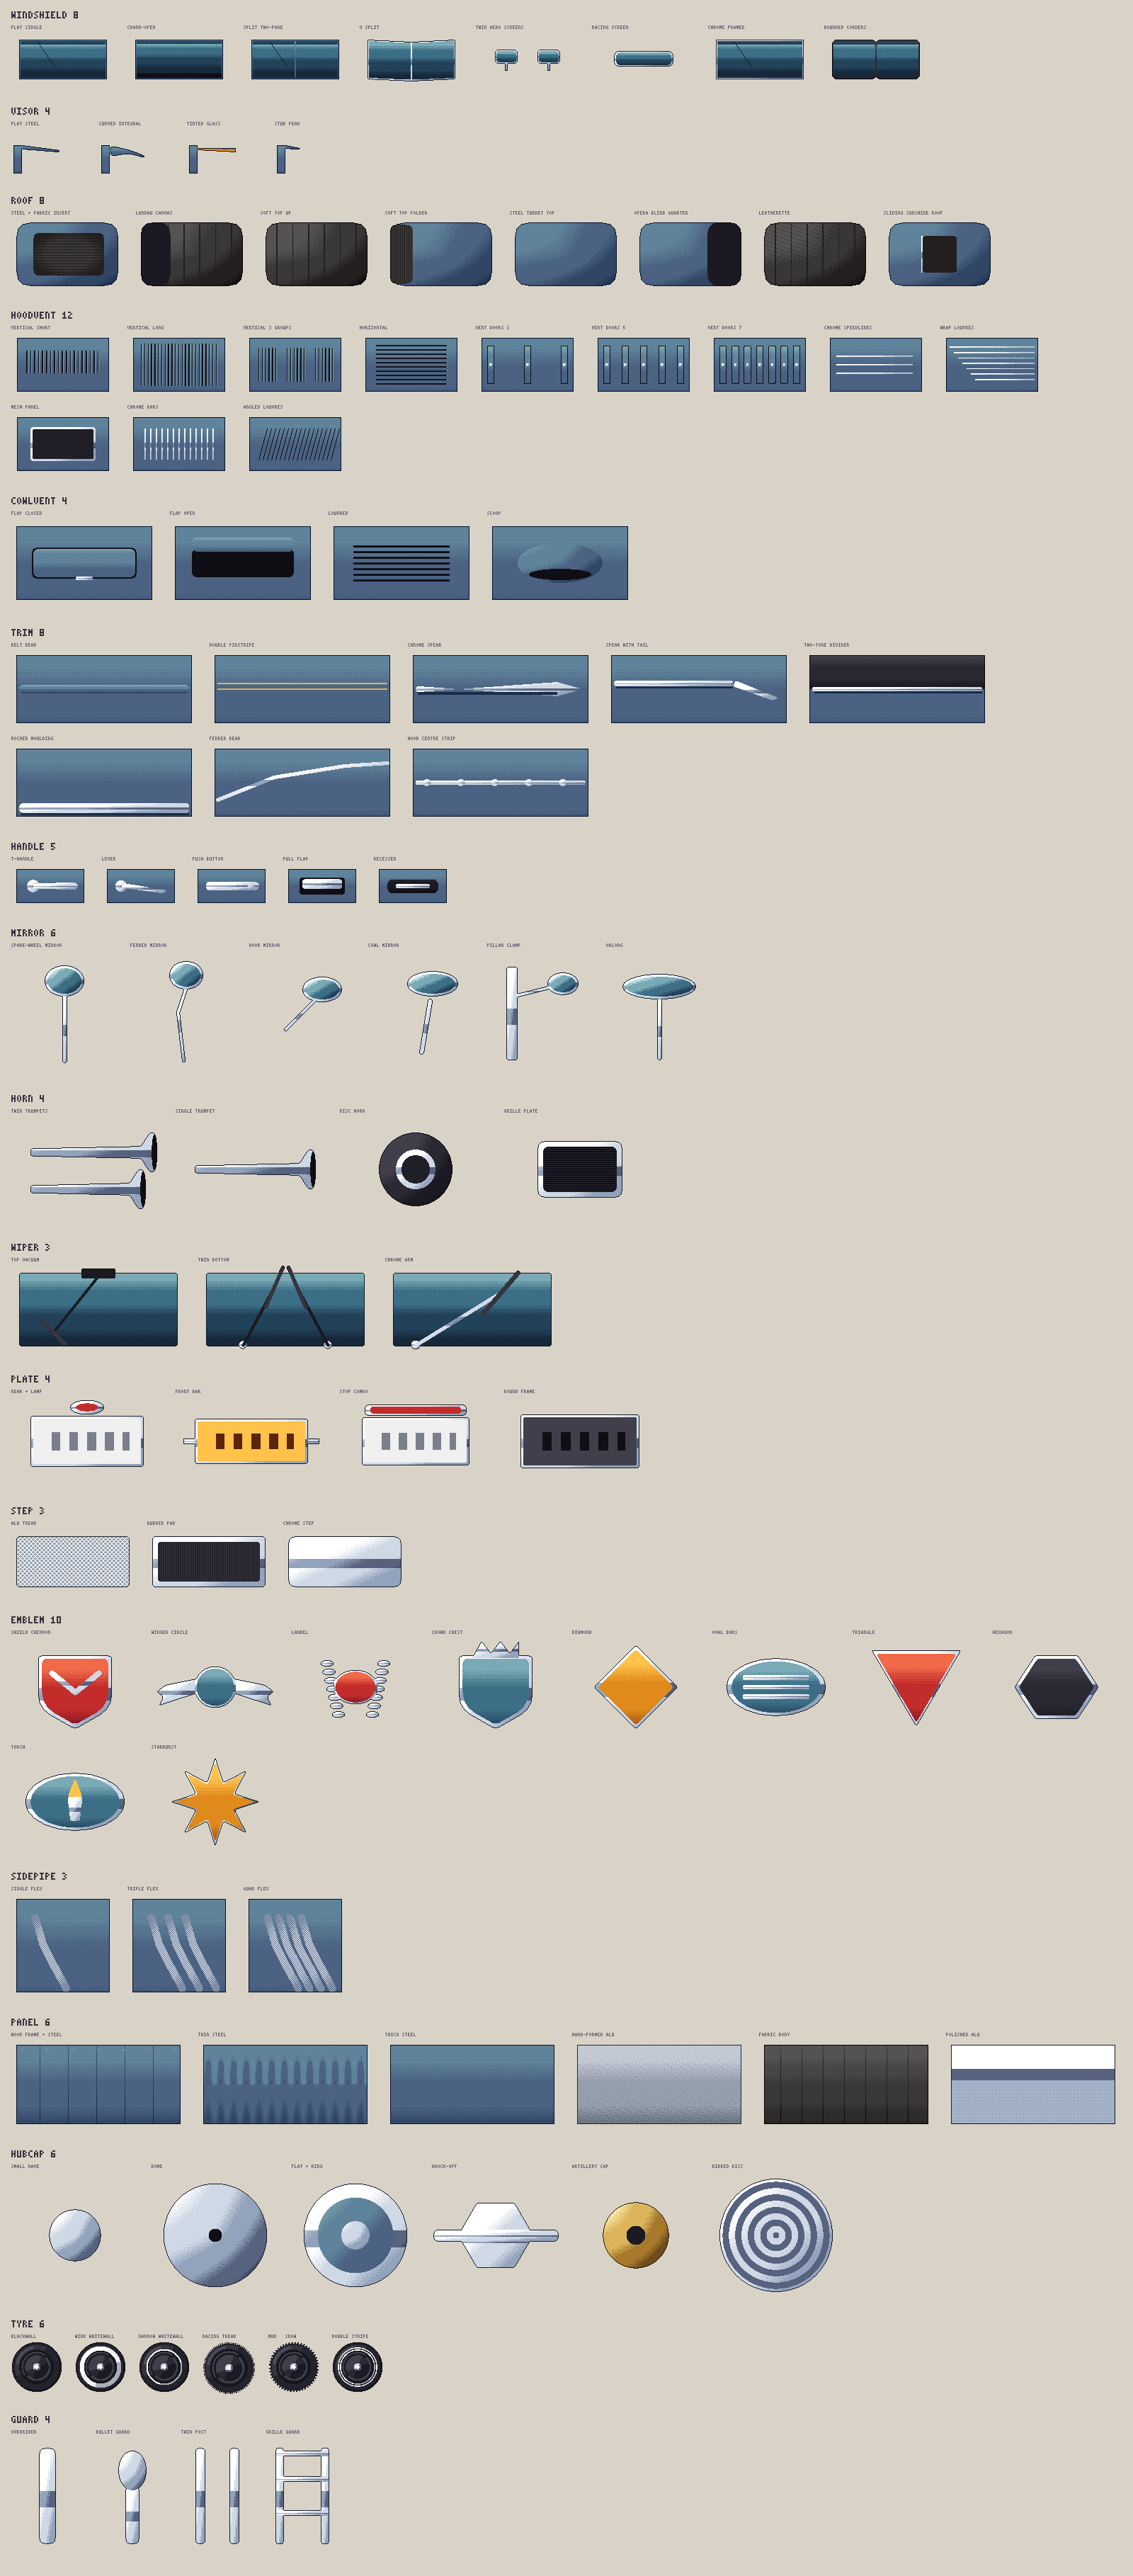 WINDSHIELD 8
FLAT SINGLE CRANK-OPEN SPLIT TWO-PANE V SPLIT TWIN AERO SCREENS RACING SCREEN CHROME FRAMED ROUNDED CORNERS
VISOR 4
FLAT STEEL CURVED INTEGRAL TINTED GLASS STUB PEAK
ROOF 8
STEEL + FABRIC INSERT LANDAU CANVAS SOFT TOP UP SOFT TOP FOLDED STEEL TURRET TOP OPERA BLIND QUARTER LEATHERETTE SLIDING SUNSHINE ROOF
HOODVENT 12
VERTICAL SHORT VERTICAL LONG VERTICAL 3 GROUPS HORIZONTAL VENT DOORS 3 VENT DOORS 5 VENT DOORS 7 CHROME SPEEDLINES WRAP LOUVRES
MESH PANEL CHROME BARS ANGLED LOUVRES
COWLVENT 4
FLAP CLOSED FLAP OPEN LOUVRED SCOOP
TRIM 8
BELT BEAD DOUBLE PINSTRIPE CHROME SPEAR SPEAR WITH TAIL TWO-TONE DIVIDER
ROCKER MOULDING FENDER BEAD HOOD CENTRE STRIP
HANDLE 5
T-HANDLE LEVER PUSH BUTTON PULL FLAP RECESSED
MIRROR 6
SPARE-WHEEL MIRROR FENDER MIRROR DOOR MIRROR COWL MIRROR PILLAR CLAMP OBLONG
HORN 4
TWIN TRUMPETS SINGLE TRUMPET DISC HORN GRILLE PLATE
WIPER 3
TOP VACUUM TWIN BOTTOM CHROME ARM
PLATE 4
REAR + LAMP FRONT BAR STOP COMBO ROUND FRAME
STEP 3
ALU TREAD RUBBER PAD CHROME STEP
EMBLEM 10
SHIELD CHEVRON WINGED CIRCLE LAUREL CROWN CREST DIAMOND OVAL BARS TRIANGLE HEXAGON
TORCH STARBURST
SIDEPIPE 3
SINGLE FLEX TRIPLE FLEX QUAD FLEX
PANEL 6
WOOD FRAME + STEEL THIN STEEL THICK STEEL HAND-FORMED ALU FABRIC BODY POLISHED ALU
HUBCAP 6
SMALL NAVE DOME FLAT + RING KNOCK-OFF ARTILLERY CAP RIBBED DISC
TYRE 6
BLACKWALL WIDE WHITEWALL NARROW WHITEWALL RACING TREAD MUD SNOW DOUBLE STRIPE
GUARD 4
OVERRIDER BULLET GUARD TWIN POST GRILLE GUARD